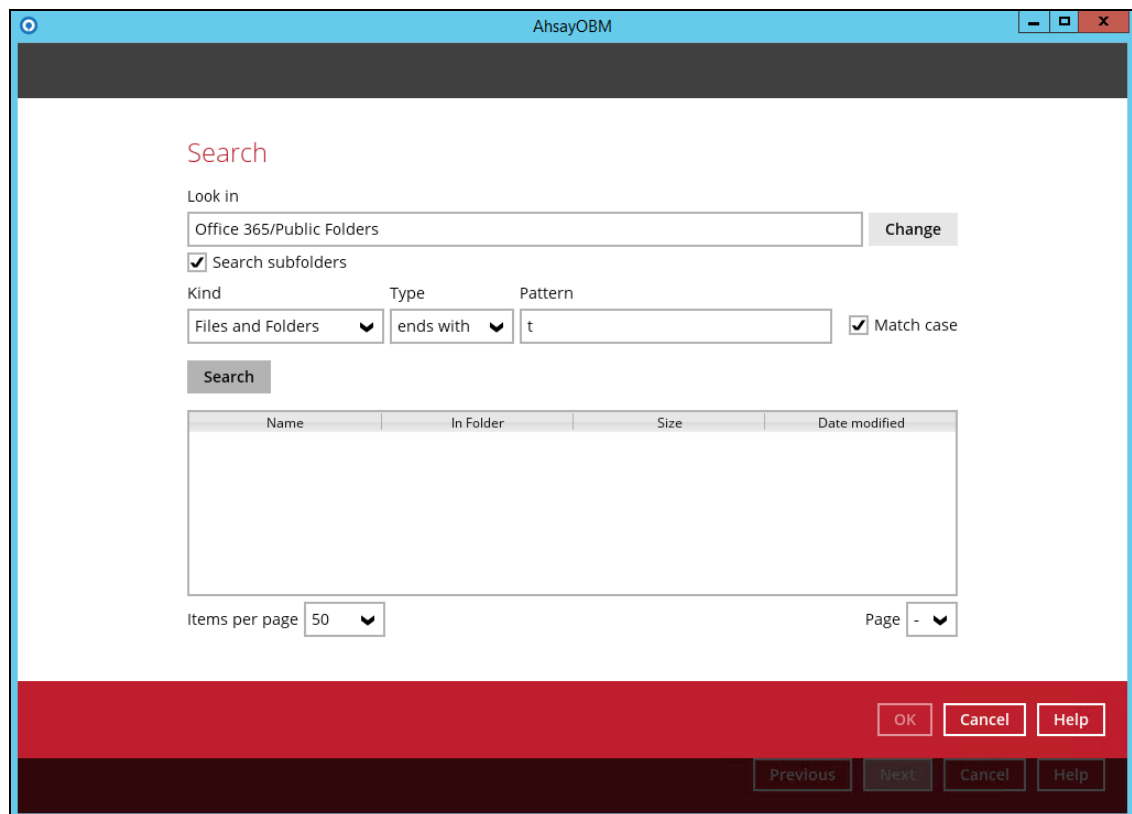 AhsayOBM
Search
Look in
Office 365/Public Folders Change
Search subfolders
Kind Type Pattern
Files and Folders ends with t Match case
Search
Name In Folder Size Date modified
Items per page 50 Page -
OK Cancel Help
Previous Next Cancel Help